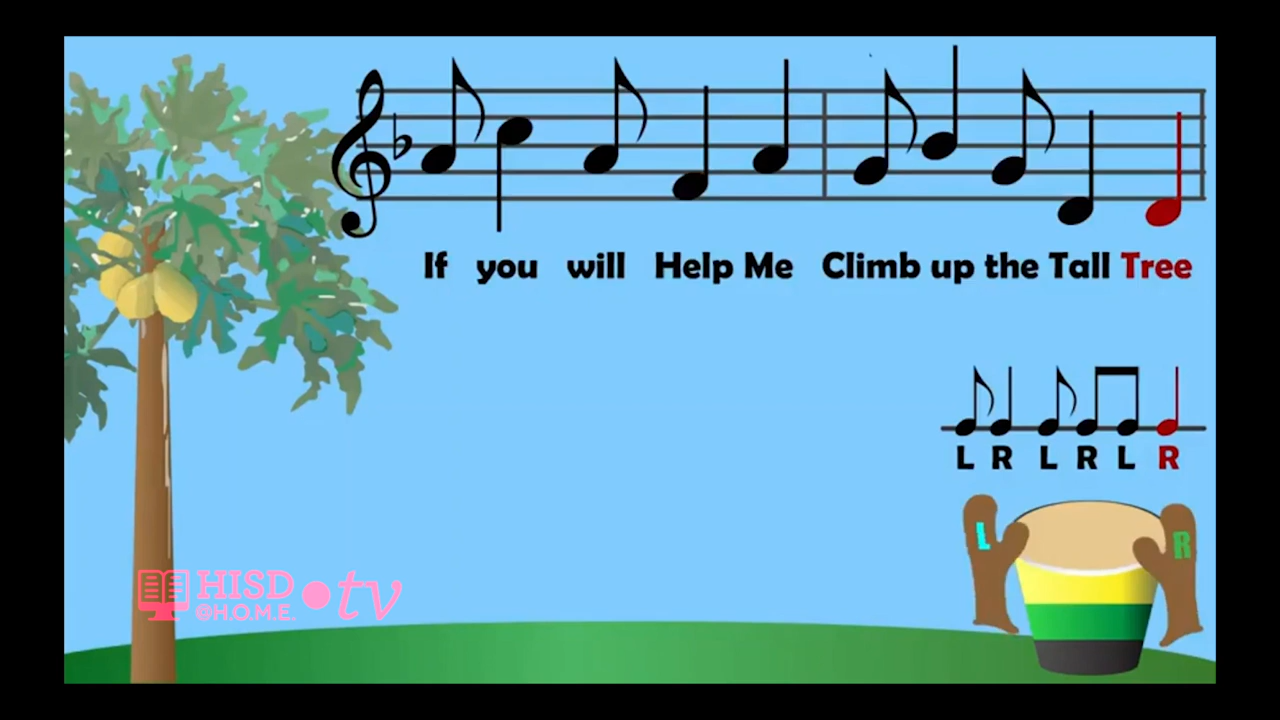 If you will Help Me Climb up the Tall Tree
L R L R L R
L R
HISD
@H.O.M.E. tv